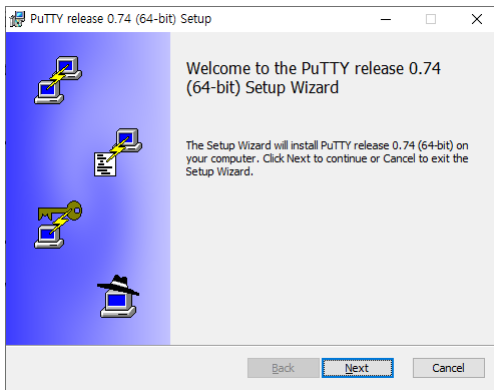 PuTTY release 0.74 (64-bit) Setup
Welcome to the PuTTY release 0.74
(64-bit) Setup Wizard
The Setup Wizard will install PuTTY release 0.74 (64-bit) on
your computer. Click Next to continue or Cancel to exit the
Setup Wizard.
Back Next Cancel